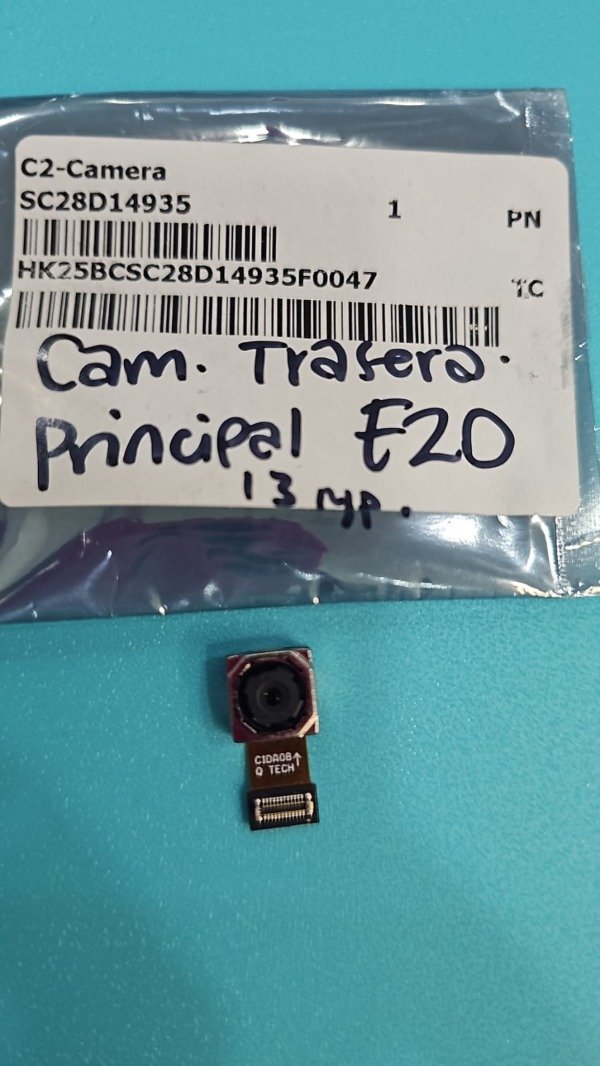 C2-Camera
SC28D14935 1 PN
HK25BCSC28D14935F0047 TC
Cam. Trasera.
Principal E20
13 mp.
C1DA08↑
Q TECH